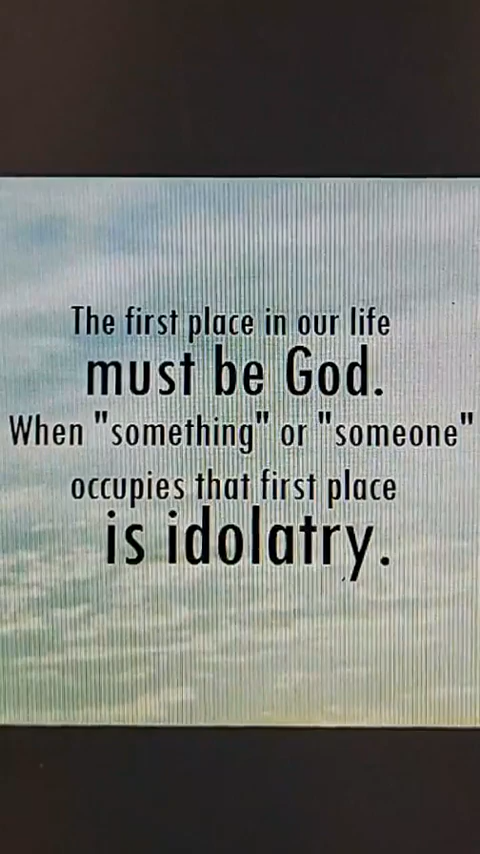 The first place in our life
must be God.
When "something" or "someone"
occupies that first place
is idolatry.